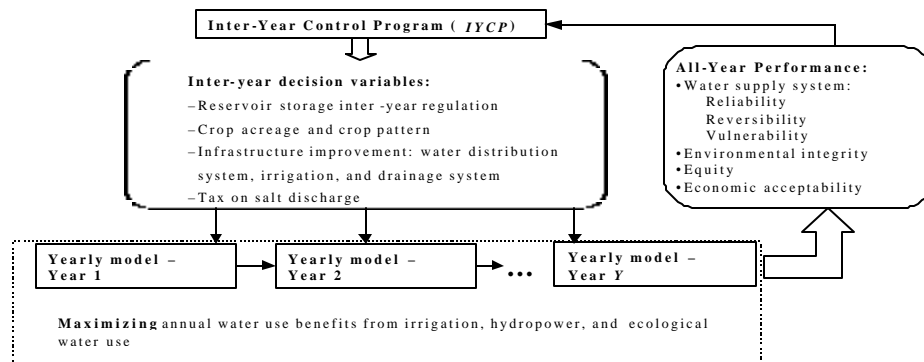 Inter-Year Control Program ( IYCP)
Inter-year decision variables:
–Reservoir storage inter -year regulation
–Crop acreage and crop pattern
–Infrastructure improvement: water distribution
system, irrigation, and drainage system
–Tax on salt discharge
All-Year Performance:
•Water supply system:
Reliability
Reversibility
Vulnerability
•Environmental integrity
•Equity
•Economic acceptability
Yearly model –
Year 1
Yearly model –
Year 2
...
Yearly model –
Year Y
Maximizing annual water use benefits from irrigation, hydropower, and ecological
water use